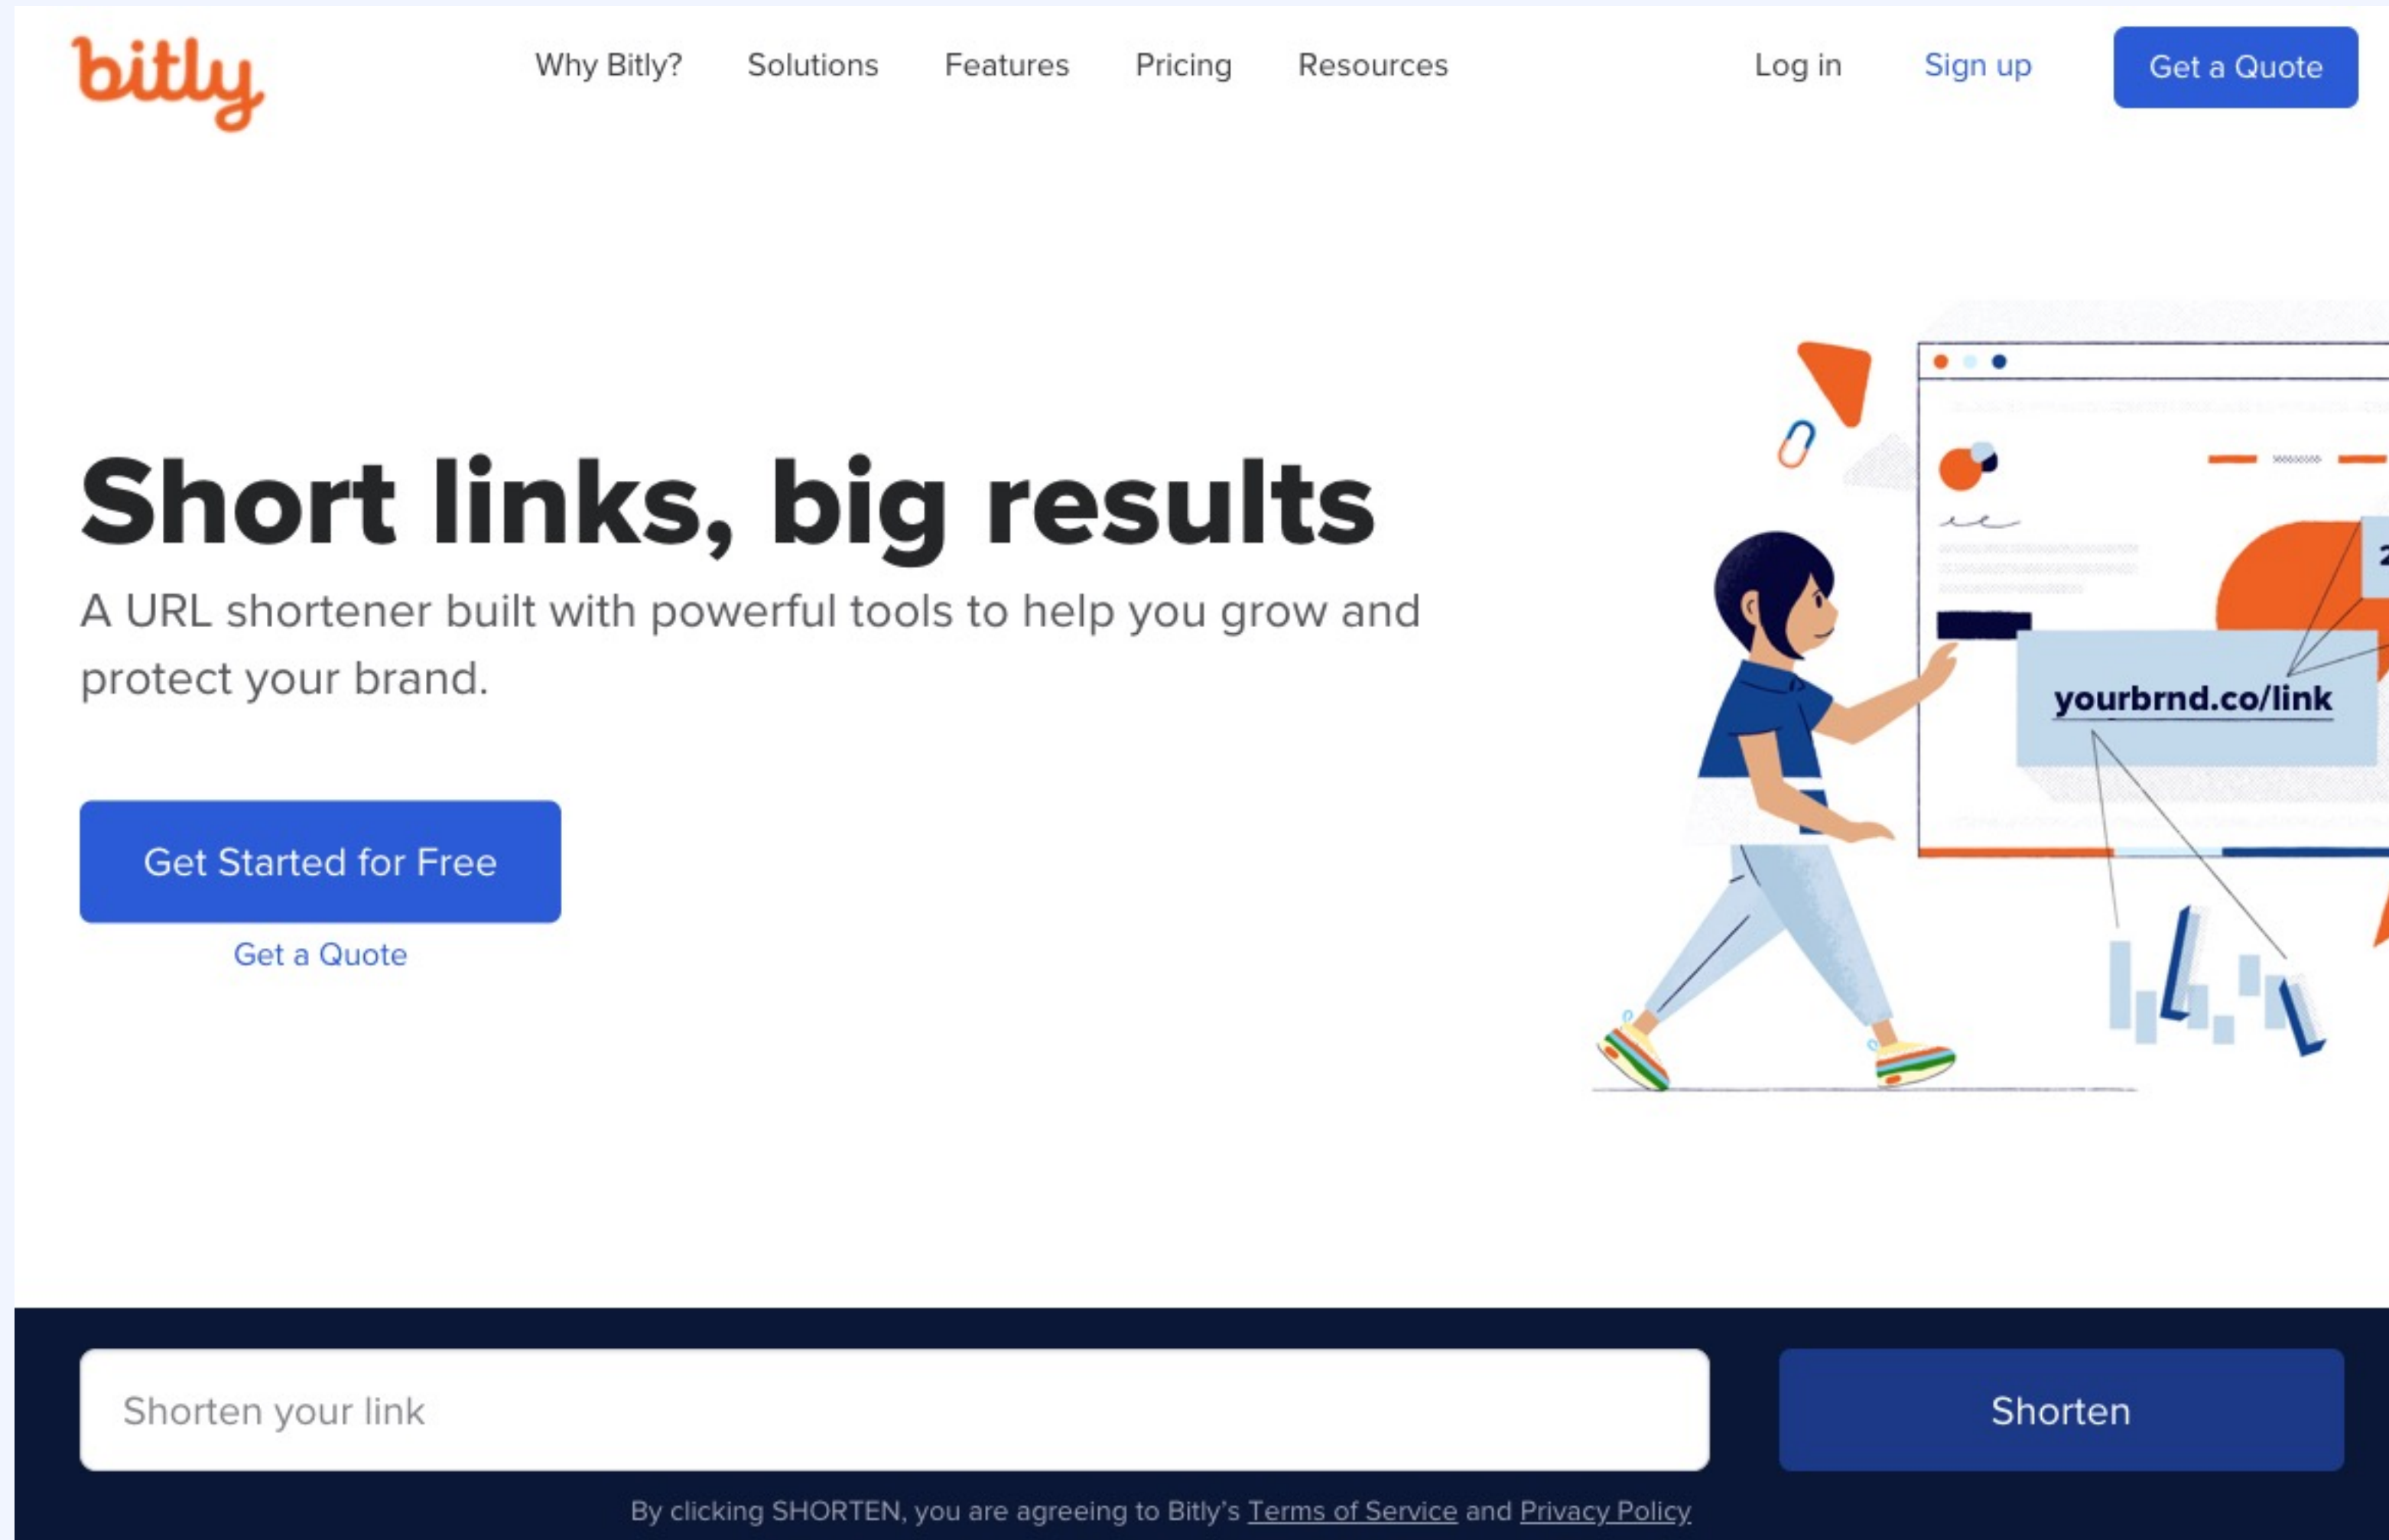 bitly
Why Bitly? Solutions Features Pricing Resources Log in Sign up Get a Quote
Short links, big results
A URL shortener built with powerful tools to help you grow and
protect your brand.
Get Started for Free
Get a Quote
2
yourbrnd.co/link
Shorten your link
Shorten
By clicking SHORTEN, you are agreeing to Bitly’s Terms of Service and Privacy Policy